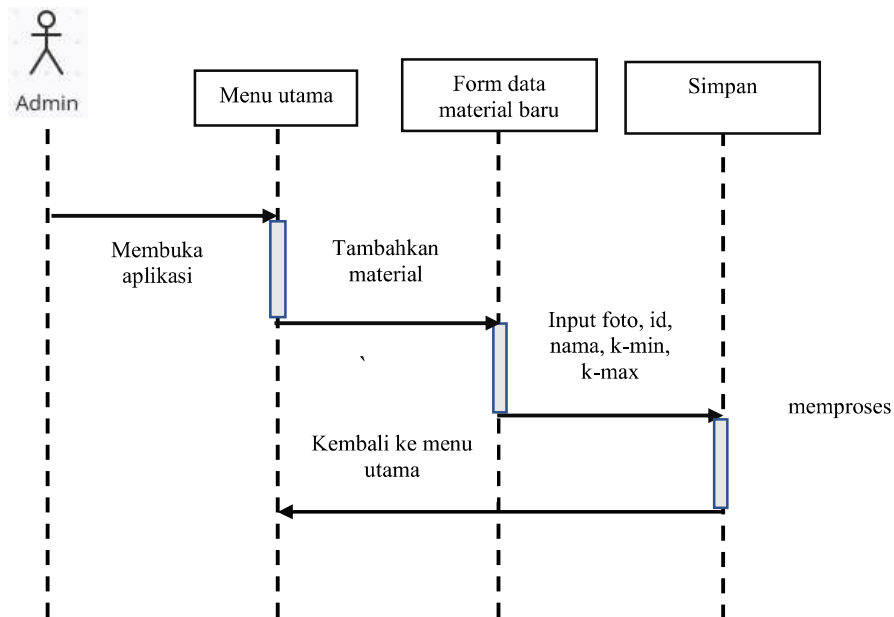 Admin
Menu utama
Form data
material baru
Simpan
Membuka
aplikasi
Tambahkan
material
`
Input foto, id,
nama, k-min,
k-max
memproses
Kembali ke menu
utama